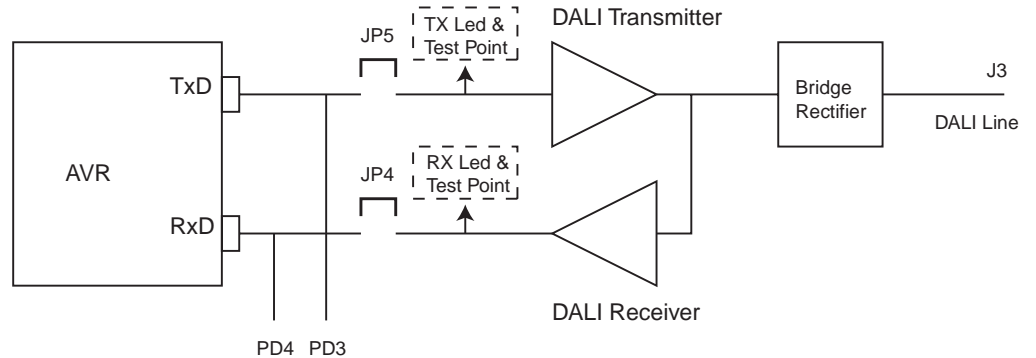 DALI Transmitter
TX Led &
Test Point
JP5
J3
TxD
Bridge
Rectifier
DALI Line
AVR
RX Led &
Test Point
JP4
RxD
DALI Receiver
PD4 PD3